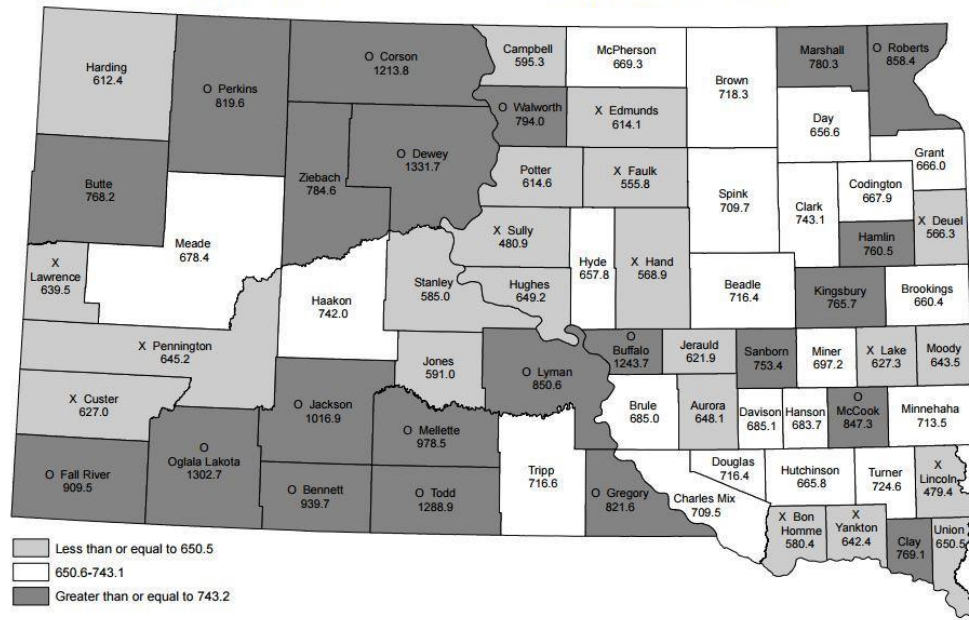 Harding
612.4
O Perkins
819.6
O Corson
1213.8
Campbell
595.3
McPherson
669.3
Brown
718.3
Marshall
780.3
O Roberts
858.4
O Walworth
794.0
X Edmunds
614.1
Day
656.6
Butte
768.2
Ziebach
784.6
O Dewey
1331.7
Potter
614.6
X Faulk
555.8
Grant
666.0
Codington
667.9
Spink
709.7
Clark
743.1
X Deuel
566.3
Meade
678.4
X Sully
480.9
Hyde
657.8
X Hand
568.9
Hamlin
760.5
X
Lawrence
639.5
Haakon
742.0
Stanley
585.0
Hughes
649.2
Beadle
716.4
Kingsbury
765.7
Brookings
660.4
X Pennington
645.2
Jones
591.0
O Lyman
850.6
O
Buffalo
1243.7
Jerauld
621.9
Sanborn
753.4
Miner
697.2
X Lake
627.3
Moody
643.5
X Custer
627.0
O Jackson
1016.9
O Mellette
978.5
Brule
685.0
Aurora
648.1
Davison
685.1
Hanson
683.7
O
McCook
847.3
Minnehaha
713.5
O Fall River
909.5
O
Oglala Lakota
1302.7
O Bennett
939.7
O Todd
1288.9
Tripp
716.6
O Gregory
821.6
Charles Mix
709.5
Douglas
716.4
Hutchinson
665.8
Turner
724.6
X
Lincoln
479.4
X Bon
Homme
580.4
X
Yankton
642.4
Clay
769.1
Union
650.5
Less than or equal to 650.5
650.6-743.1
Greater than or equal to 743.2